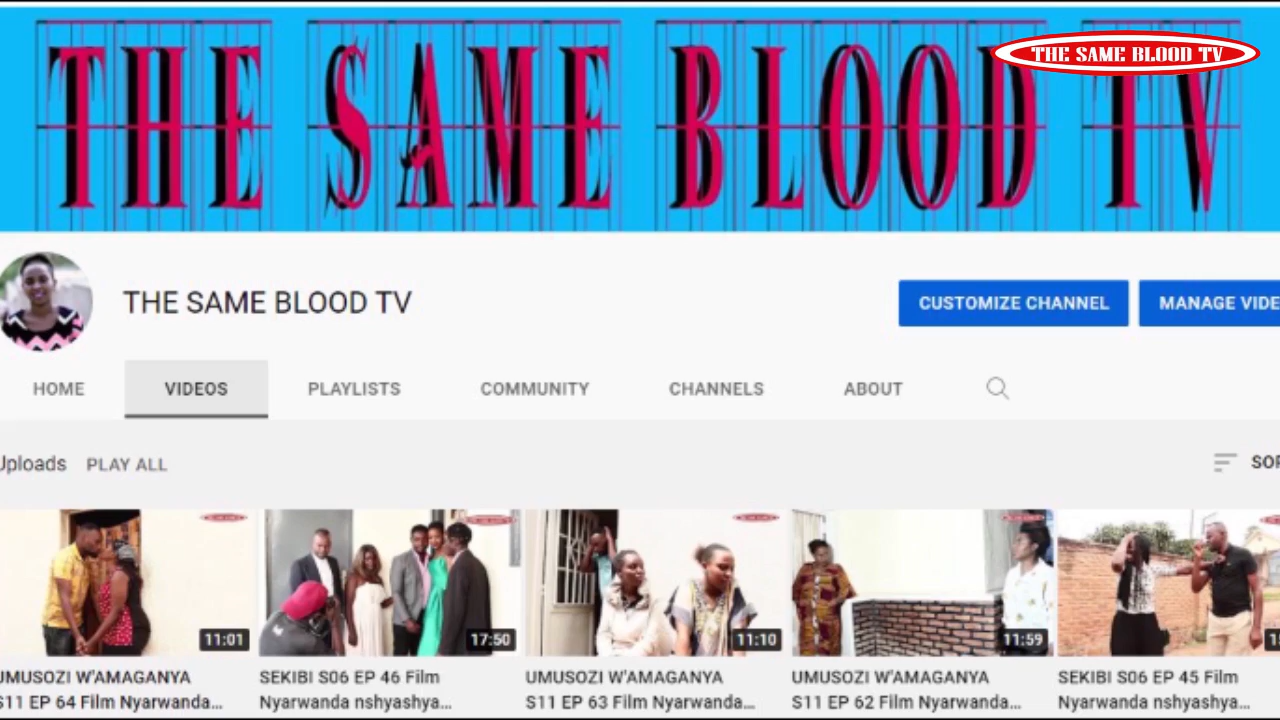 THE SAME BLOOD TV
THE SAME BLOOD TV
THE SAME BLOOD TV
CUSTOMIZE CHANNEL
MANAGE VIDE
HOME
VIDEOS
PLAYLISTS
COMMUNITY
CHANNELS
ABOUT
Uploads
PLAY ALL
SOR
11:01
17:50
11:10
11:59
UMUSOZI W'AMAGANYA
S11 EP 64 Film Nyarwanda...
SEKIBI S06 EP 46 Film
Nyarwanda nshyashya...
UMUSOZI W'AMAGANYA
S11 EP 63 Film Nyarwanda...
UMUSOZI W'AMAGANYA
S11 EP 62 Film Nyarwanda...
SEKIBI S06 EP 45 Film
Nyarwanda nshyashya...